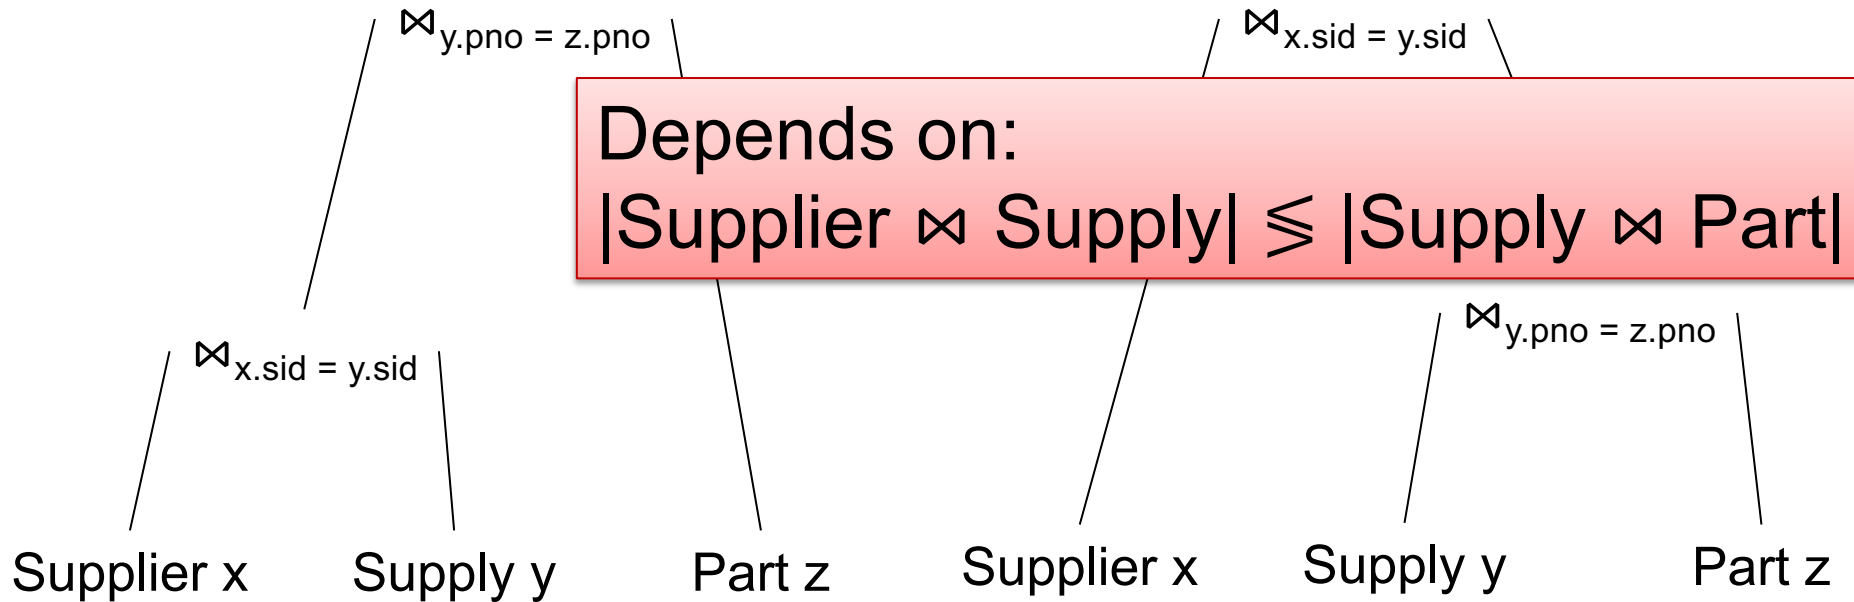 ⋈y.pno = z.pno
⋈x.sid = y.sid
Depends on:
|Supplier ⋈ Supply| ≶ |Supply ⋈ Part|
⋈x.sid = y.sid
⋈y.pno = z.pno
Supplier x
Supply y
Part z
Supplier x
Supply y
Part z